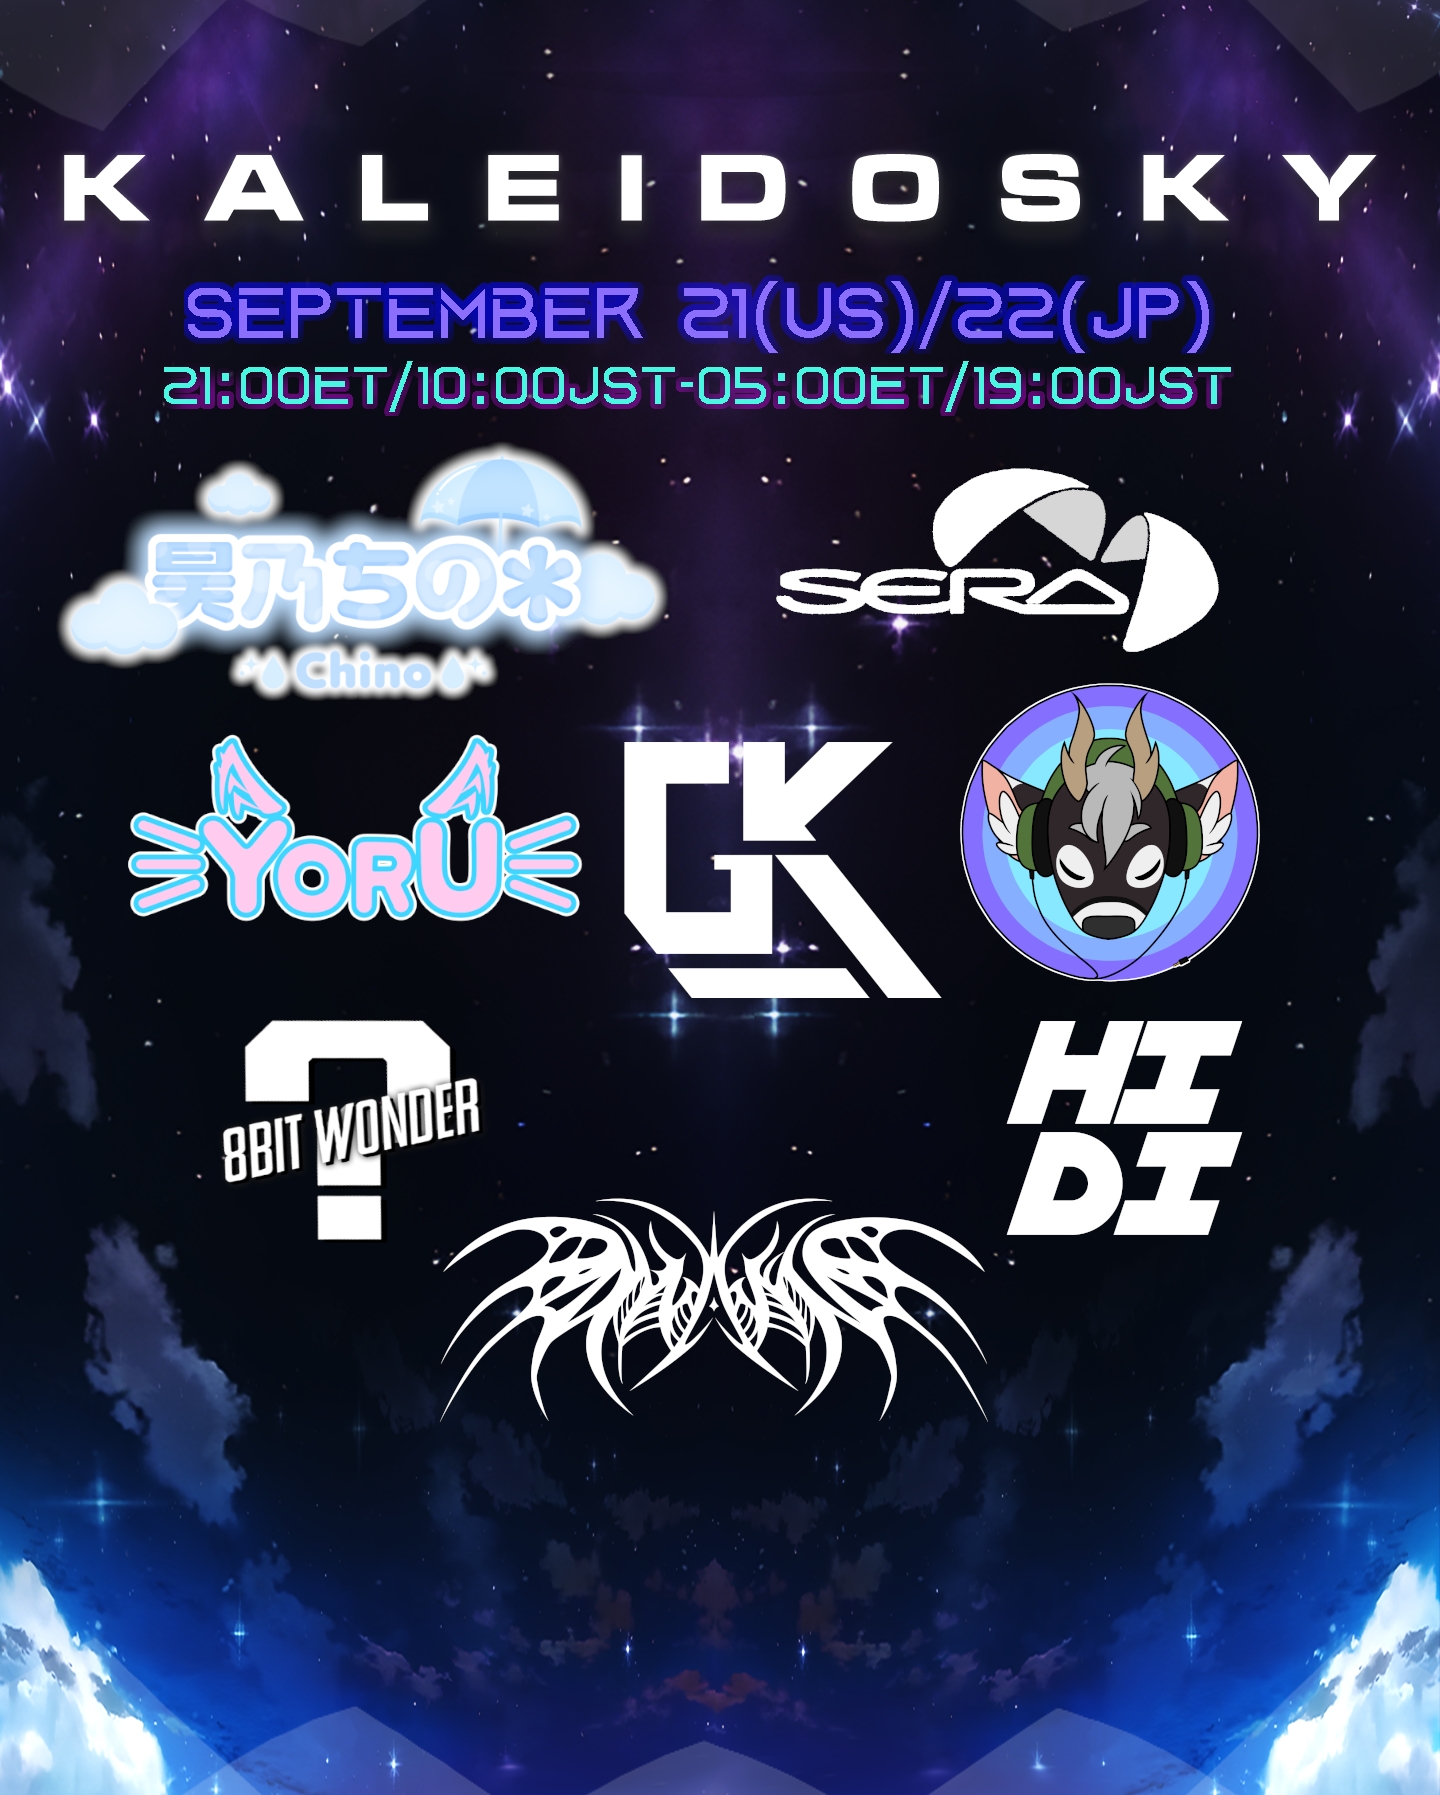 KALEIDOSKY
SEPTEMBER 21(US)/22(JP)
21:00ET/10:00JST-05:00ET/19:00JST
昊乃ちの*
Chino
SERA
YORU
GK
?
8BIT WONDER
HI
DI